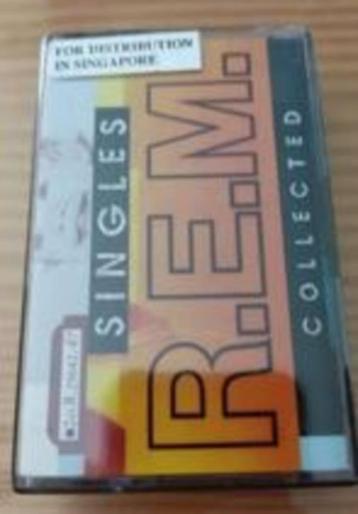 FOR DISTRIBUTION
IN SINGAPORE
SINGLES
R.E.M.
COLLECTED